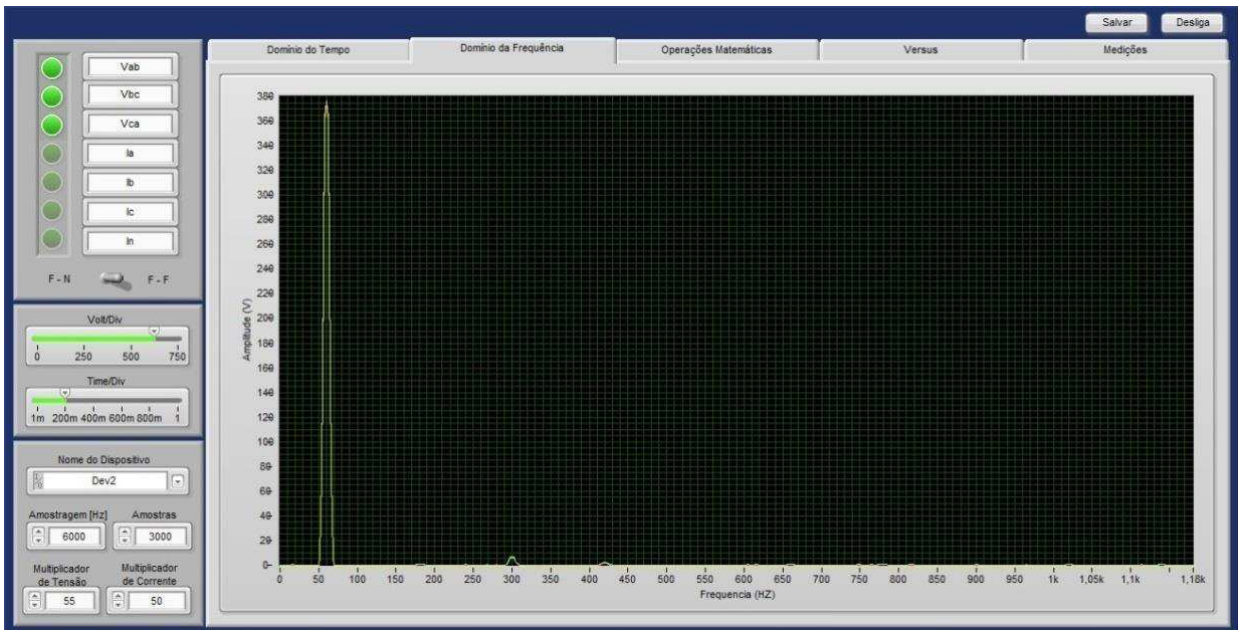 Salvar
Desliga
Domínio do Tempo
Domínio da Frequência
Operações Matemáticas
Versus
Medições
Vab
Vbc
Vca
Ia
Ib
Ic
In
F - N
F - F
Volt/Div
0 250 500 750
Time/Div
1m 200m 400m 600m 800m 1
Nome do Dispositivo
Dev2
Amostragem [Hz]
Amostras
6000
3000
Multiplicador de Tensão
Multiplicador de Corrente
55
50
Amplitude (V)
380
360
340
320
300
280
260
240
220
200
180
160
140
120
100
80
60
40
20
0
0 50 100 150 200 250 300 350 400 450 500 550 600 650 700 750 800 850 900 950 1k 1,05k 1,1k 1,18k
Frequencia (HZ)